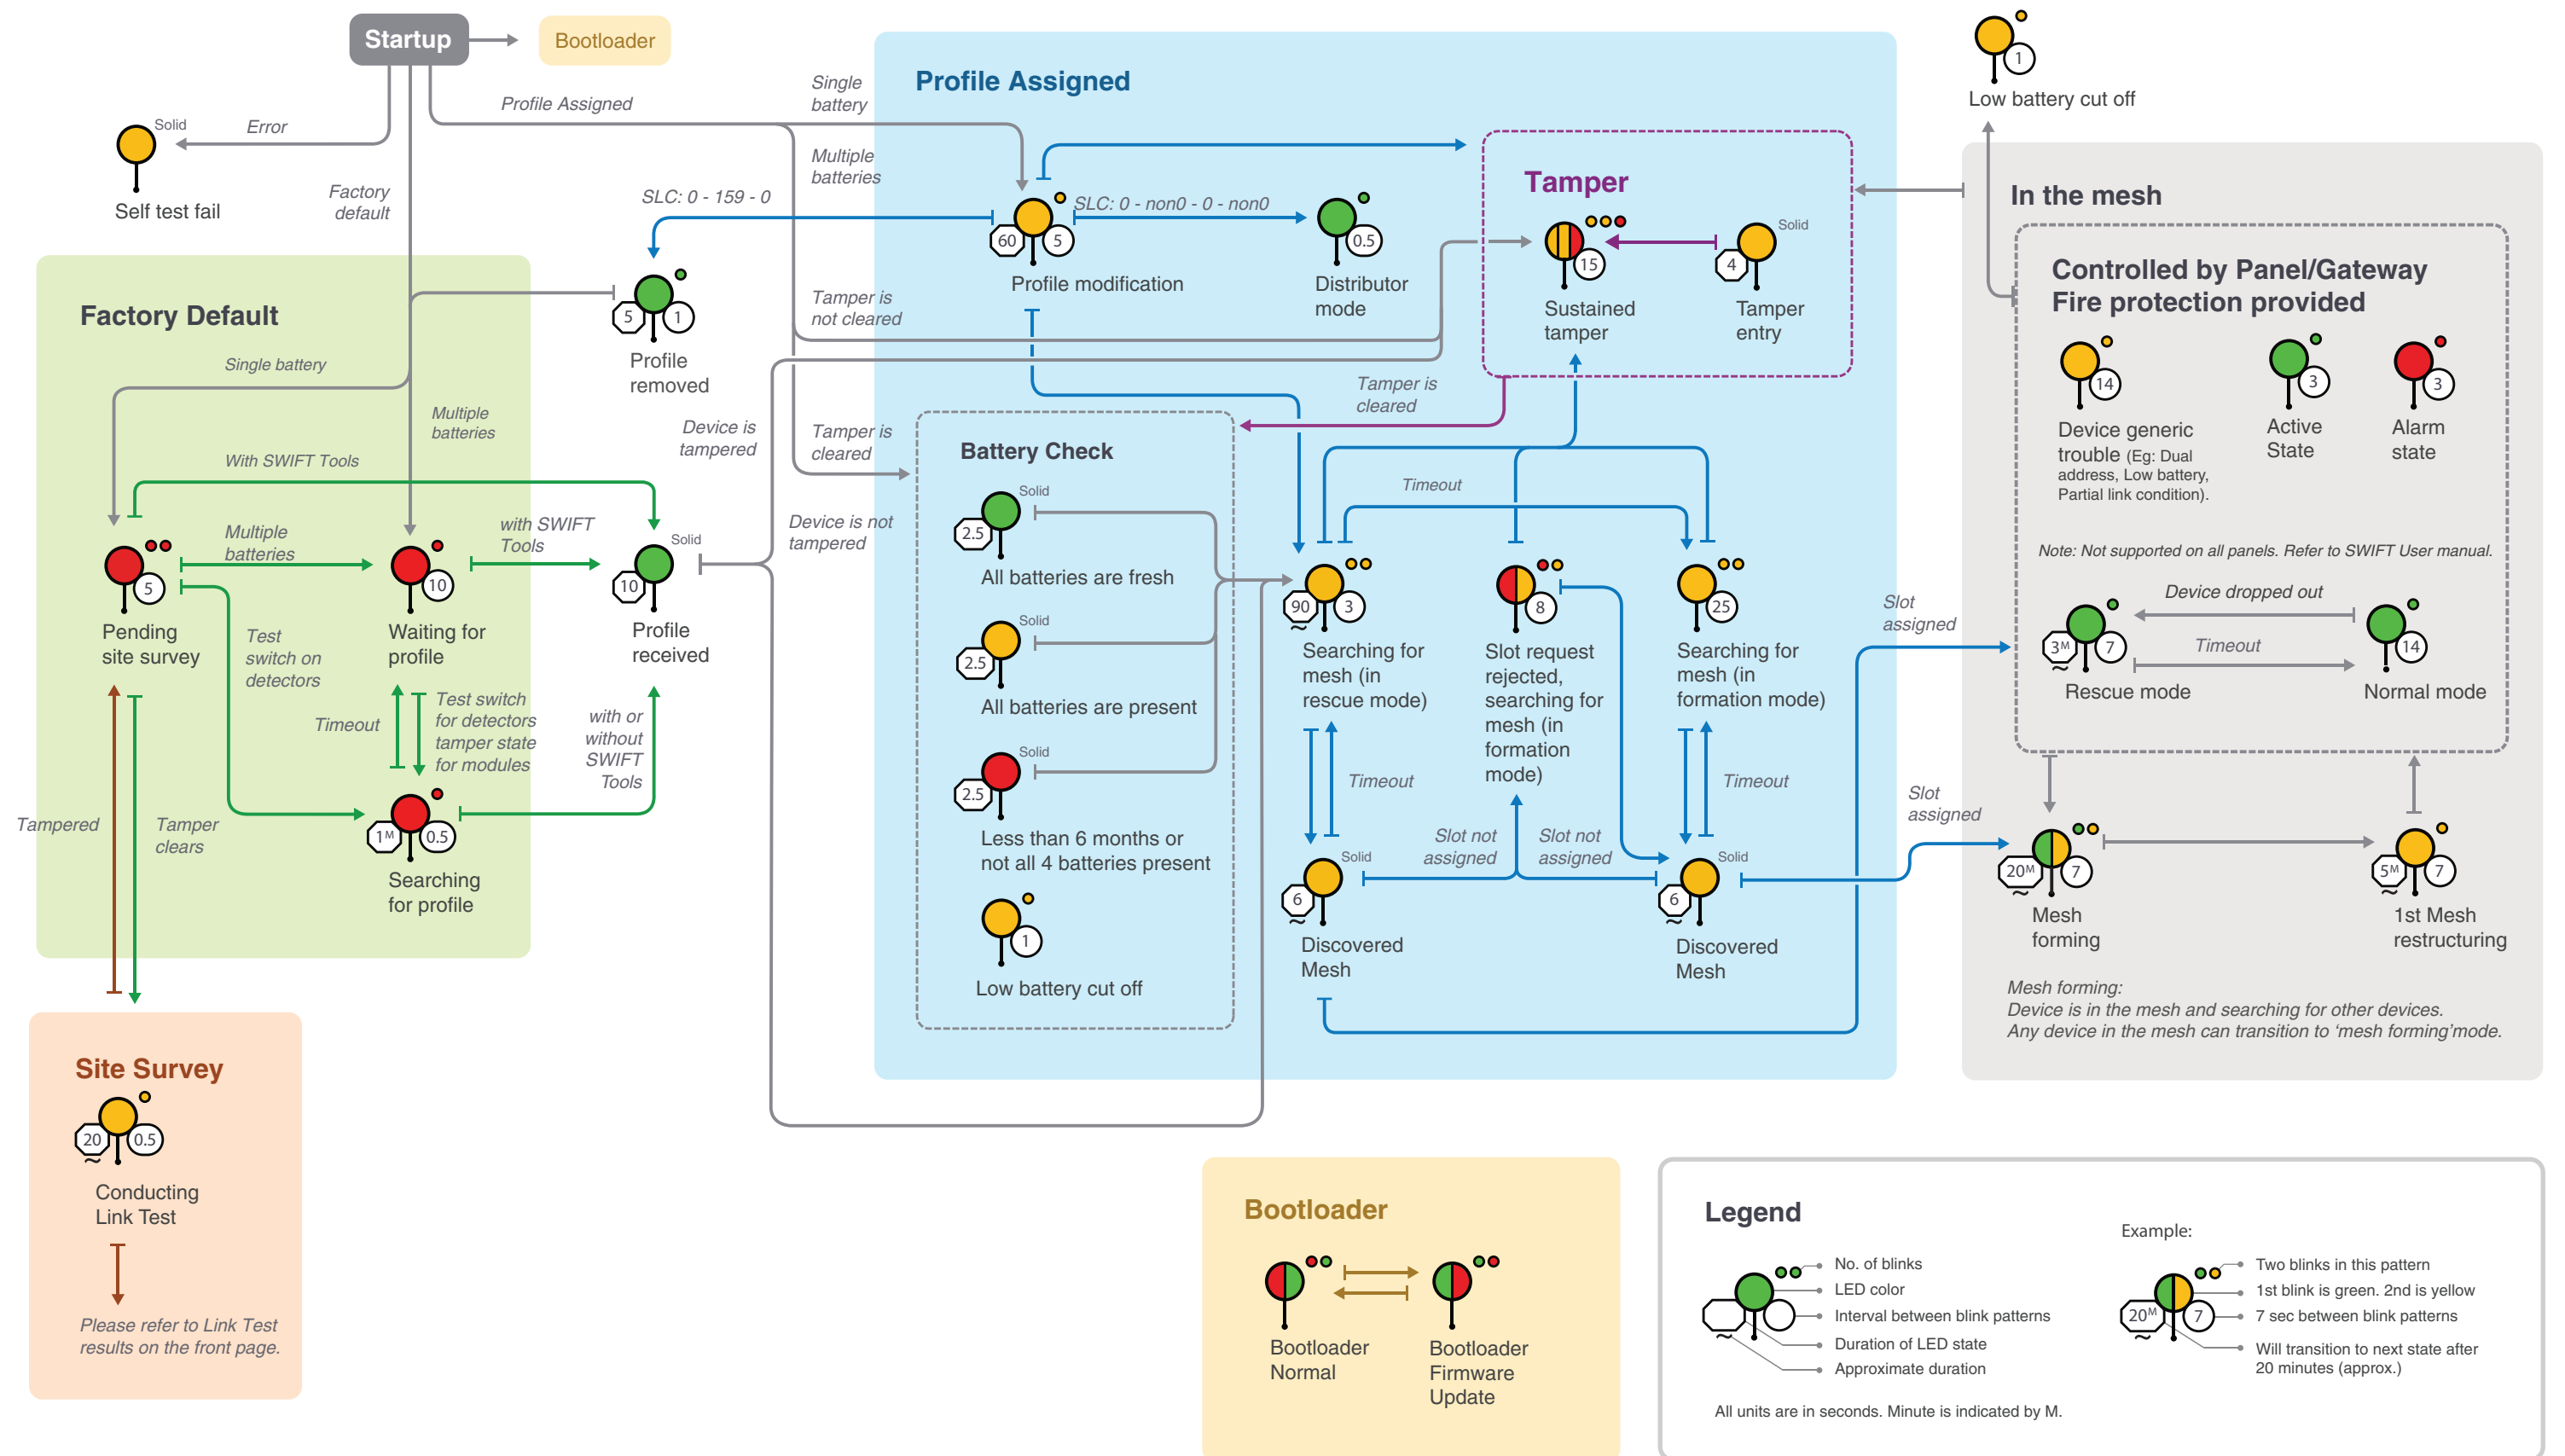 Startup
Bootloader
Solid
Error
Self test fail
Factory
default
Profile Assigned
Single
battery
Multiple
batteries
SLC: 0 - 159 - 0
Tamper is
not cleared
5
1
Profile
removed
Factory Default
Single battery
Multiple
batteries
With SWIFT Tools
5
Pending
site survey
Multiple
batteries
10
Waiting for
profile
with SWIFT
Tools
Solid
10
Profile
received
Test
switch on
detectors
Timeout
Test switch
for detectors
tamper state
for modules
with or
without
SWIFT
Tools
1M
0.5
Searching
for profile
Tampered
Tamper
clears
Device is
tampered
Tamper is
cleared
Device is not
tampered
Site Survey
20
0.5
~
Conducting
Link Test
Please refer to Link Test
results on the front page.
Profile Assigned
60
5
Profile modification
SLC: 0 - non0 - 0 - non0
0.5
Distributor
mode
Tamper
15
Sustained
tamper
Solid
4
Tamper
entry
Tamper is
cleared
Battery Check
Solid
2.5
All batteries are fresh
Solid
2.5
All batteries are present
Solid
2.5
Less than 6 months or
not all 4 batteries present
1
Low battery cut off
Timeout
90
3
~
Searching for
mesh (in
rescue mode)
8
Slot request
rejected,
searching for
mesh (in
formation
mode)
25
Searching for
mesh (in
formation mode)
Timeout
Timeout
Slot not
assigned
Slot not
assigned
Solid
6
~
Discovered
Mesh
Solid
6
~
Discovered
Mesh
Slot
assigned
Slot
assigned
1
Low battery cut off
In the mesh
Controlled by Panel/Gateway
Fire protection provided
14
Device generic
trouble (Eg: Dual
address, Low battery,
Partial link condition).
3
Active
State
3
Alarm
state
Note: Not supported on all panels. Refer to SWIFT User manual.
Device dropped out
Timeout
3M
7
~
Rescue mode
14
Normal mode
20M
7
~
Mesh
forming
5M
7
~
1st Mesh
restructuring
Mesh forming:
Device is in the mesh and searching for other devices.
Any device in the mesh can transition to ‘mesh forming’mode.
Bootloader
Bootloader
Normal
Bootloader
Firmware
Update
Legend
No. of blinks
LED color
Interval between blink patterns
Duration of LED state
Approximate duration
~
Example:
20M
7
~
Two blinks in this pattern
1st blink is green. 2nd is yellow
7 sec between blink patterns
Will transition to next state after
20 minutes (approx.)
All units are in seconds. Minute is indicated by M.